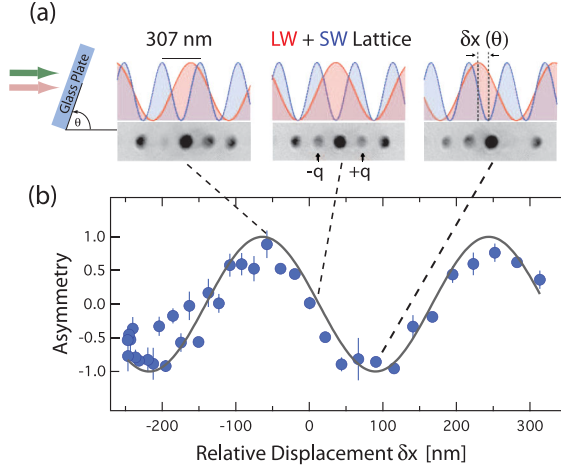 (a)
307 nm
LW + SW Lattice
δx (θ)
Glass Plate
θ
-q
+q
(b)
Asymmetry
1.0
0.5
0.0
-0.5
-1.0
-200
-100
0
100
200
300
Relative Displacement δx [nm]